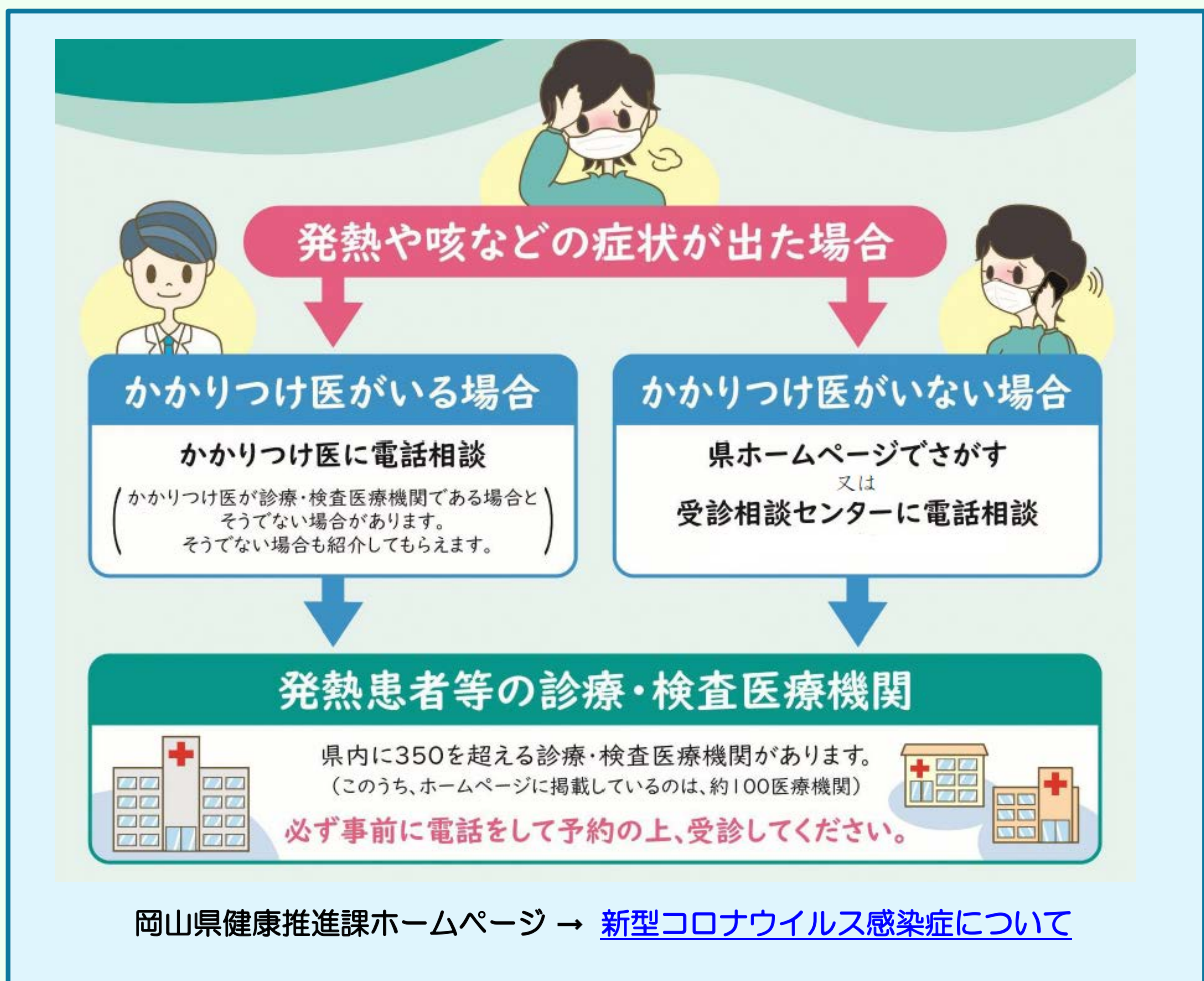 発熱や咳などの症状が出た場合
かかりつけ医がいる場合
かかりつけ医に電話相談
(かかりつけ医が診療・検査医療機関である場合と
そうでない場合があります。
そうでない場合も紹介してもらえます。)
かかりつけ医がいない場合
県ホームページでさがす
又は
受診相談センターに電話相談
発熱患者等の診療・検査医療機関
県内に350を超える診療・検査医療機関があります。
(このうち、ホームページに掲載しているのは、約100医療機関)
必ず事前に電話をして予約の上、受診してください。
岡山県健康推進課ホームページ → 新型コロナウイルス感染症について